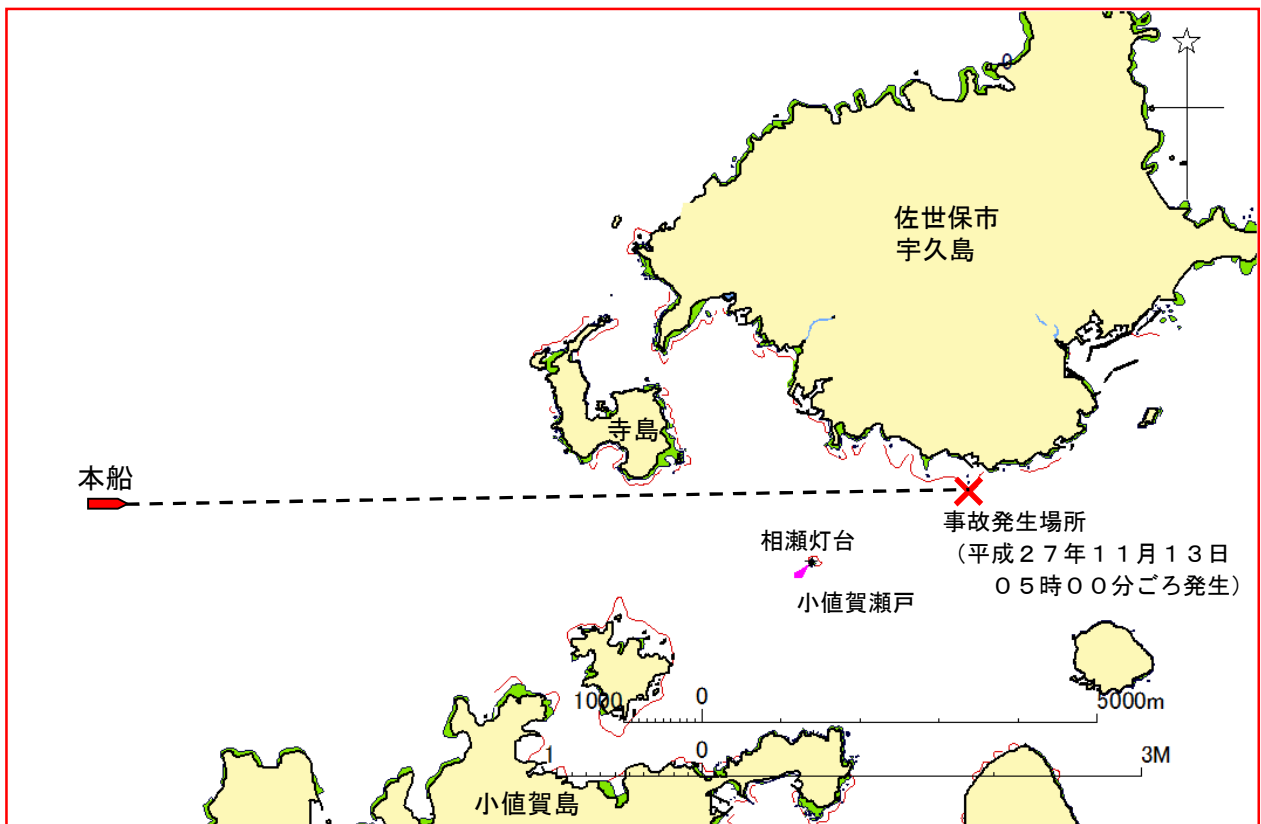 佐世保市
宇久島
寺島
本船
事故発生場所
（平成２７年１１月１３日
０５時００分ごろ発生）
相瀬灯台
小値賀瀬戸
1000 0 5000m
1 0 3M
小値賀島